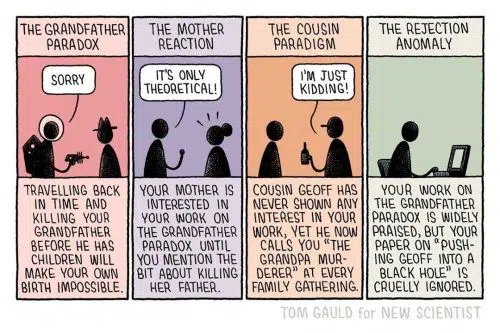 THE GRANDFATHER
PARADOX
SORRY
TRAVELLING BACK
IN TIME AND
KILLING YOUR
GRANDFATHER
BEFORE HE HAS
CHILDREN WILL
MAKE YOUR OWN
BIRTH IMPOSSIBLE.
THE MOTHER
REACTION
IT'S ONLY
THEORETICAL!
YOUR MOTHER IS
INTERESTED IN
YOUR WORK ON
THE GRANDFATHER
PARADOX UNTIL
YOU MENTION THE
BIT ABOUT KILLING
HER FATHER.
THE COUSIN
PARADIGM
I'M JUST
KIDDING!
COUSIN GEOFF HAS
NEVER SHOWN ANY
INTEREST IN YOUR
WORK, YET HE NOW
CALLS YOU "THE
GRANDPA MUR-
DERER" AT EVERY
FAMILY GATHERING.
THE REJECTION
ANOMALY
YOUR WORK ON
THE GRANDFATHER
PARADOX IS WIDELY
PRAISED, BUT YOUR
PAPER ON "PUSH-
ING GEOFF INTO A
BLACK HOLE" IS
CRUELLY IGNORED.
TOM GAULD for NEW SCIENTIST